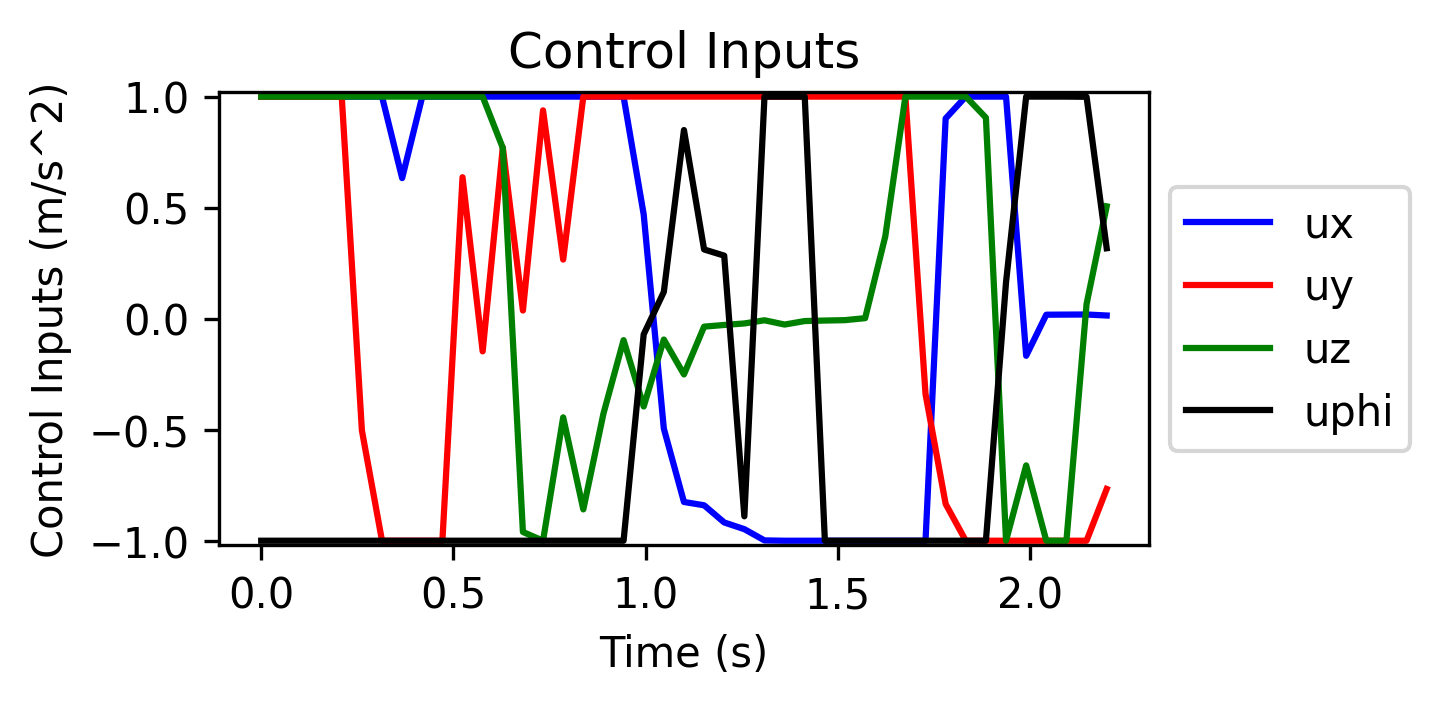 Control Inputs
Control Inputs (m/s^2)
1.0
0.5
0.0
−0.5
−1.0
0.0 0.5 1.0 1.5 2.0
Time (s)
ux
uy
uz
uphi